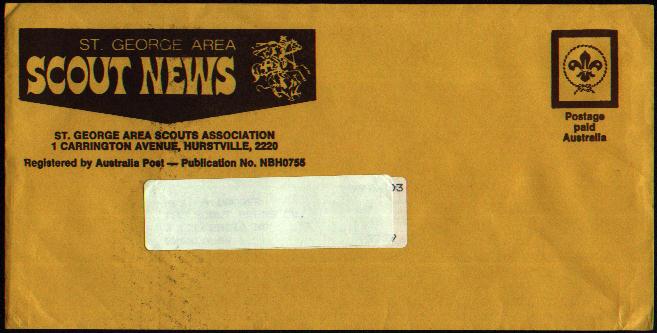 ST. GEORGE AREA
SCOUT NEWS
ST. GEORGE AREA SCOUTS ASSOCIATION
1 CARRINGTON AVENUE, HURSTVILLE, 2220
Registered by Australia Post — Publication No. NBH0755
Postage
paid
Australia
03